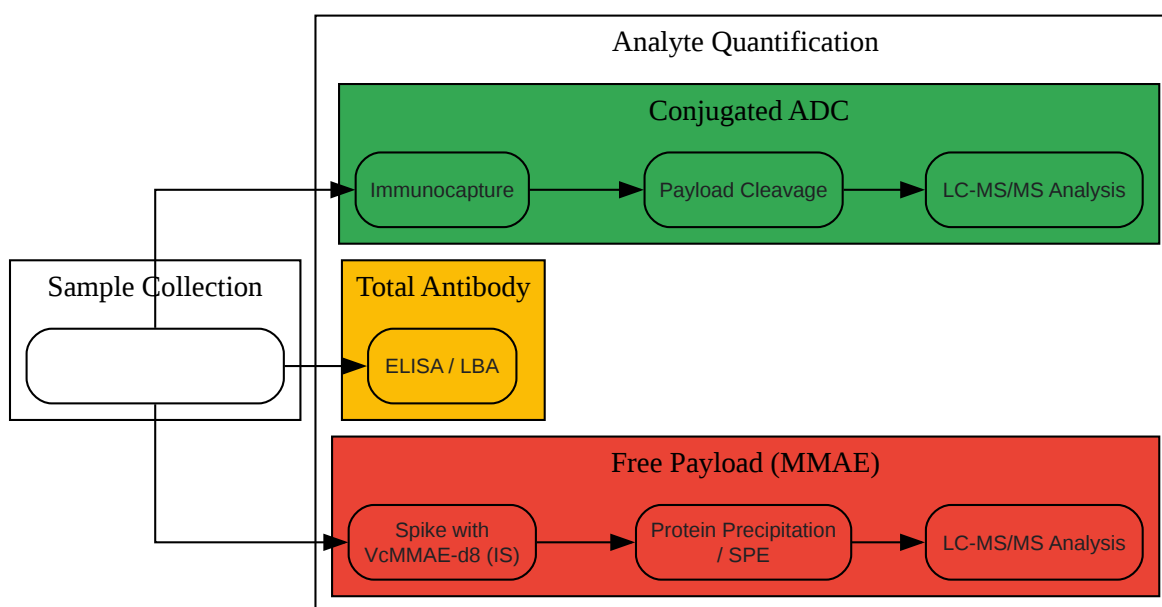 Analyte Quantification
Conjugated ADC
Immunocapture
Payload Cleavage
LC-MS/MS Analysis
Sample Collection
Total Antibody
ELISA / LBA
Free Payload (MMAE)
Spike with
VcMMAE-d8 (IS)
Protein Precipitation
/ SPE
LC-MS/MS Analysis